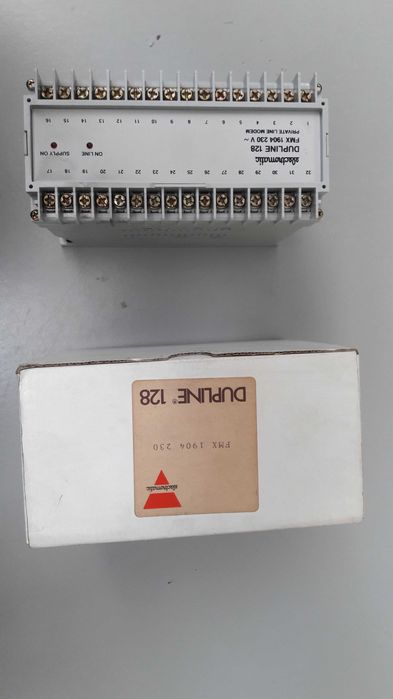 electromatic
FMX 1904 230
DUPLINE® 128
32 31 30 29 28 27 26 25 24 23 22 21 20 19 18 17
electromatic
DUPLINE 128
FMX 1904 230 V ~
PRIVATE LINE MODEM
ON LINE
SUPPLY ON
1 2 3 4 5 6 7 8 9 10 11 12 13 14 15 16